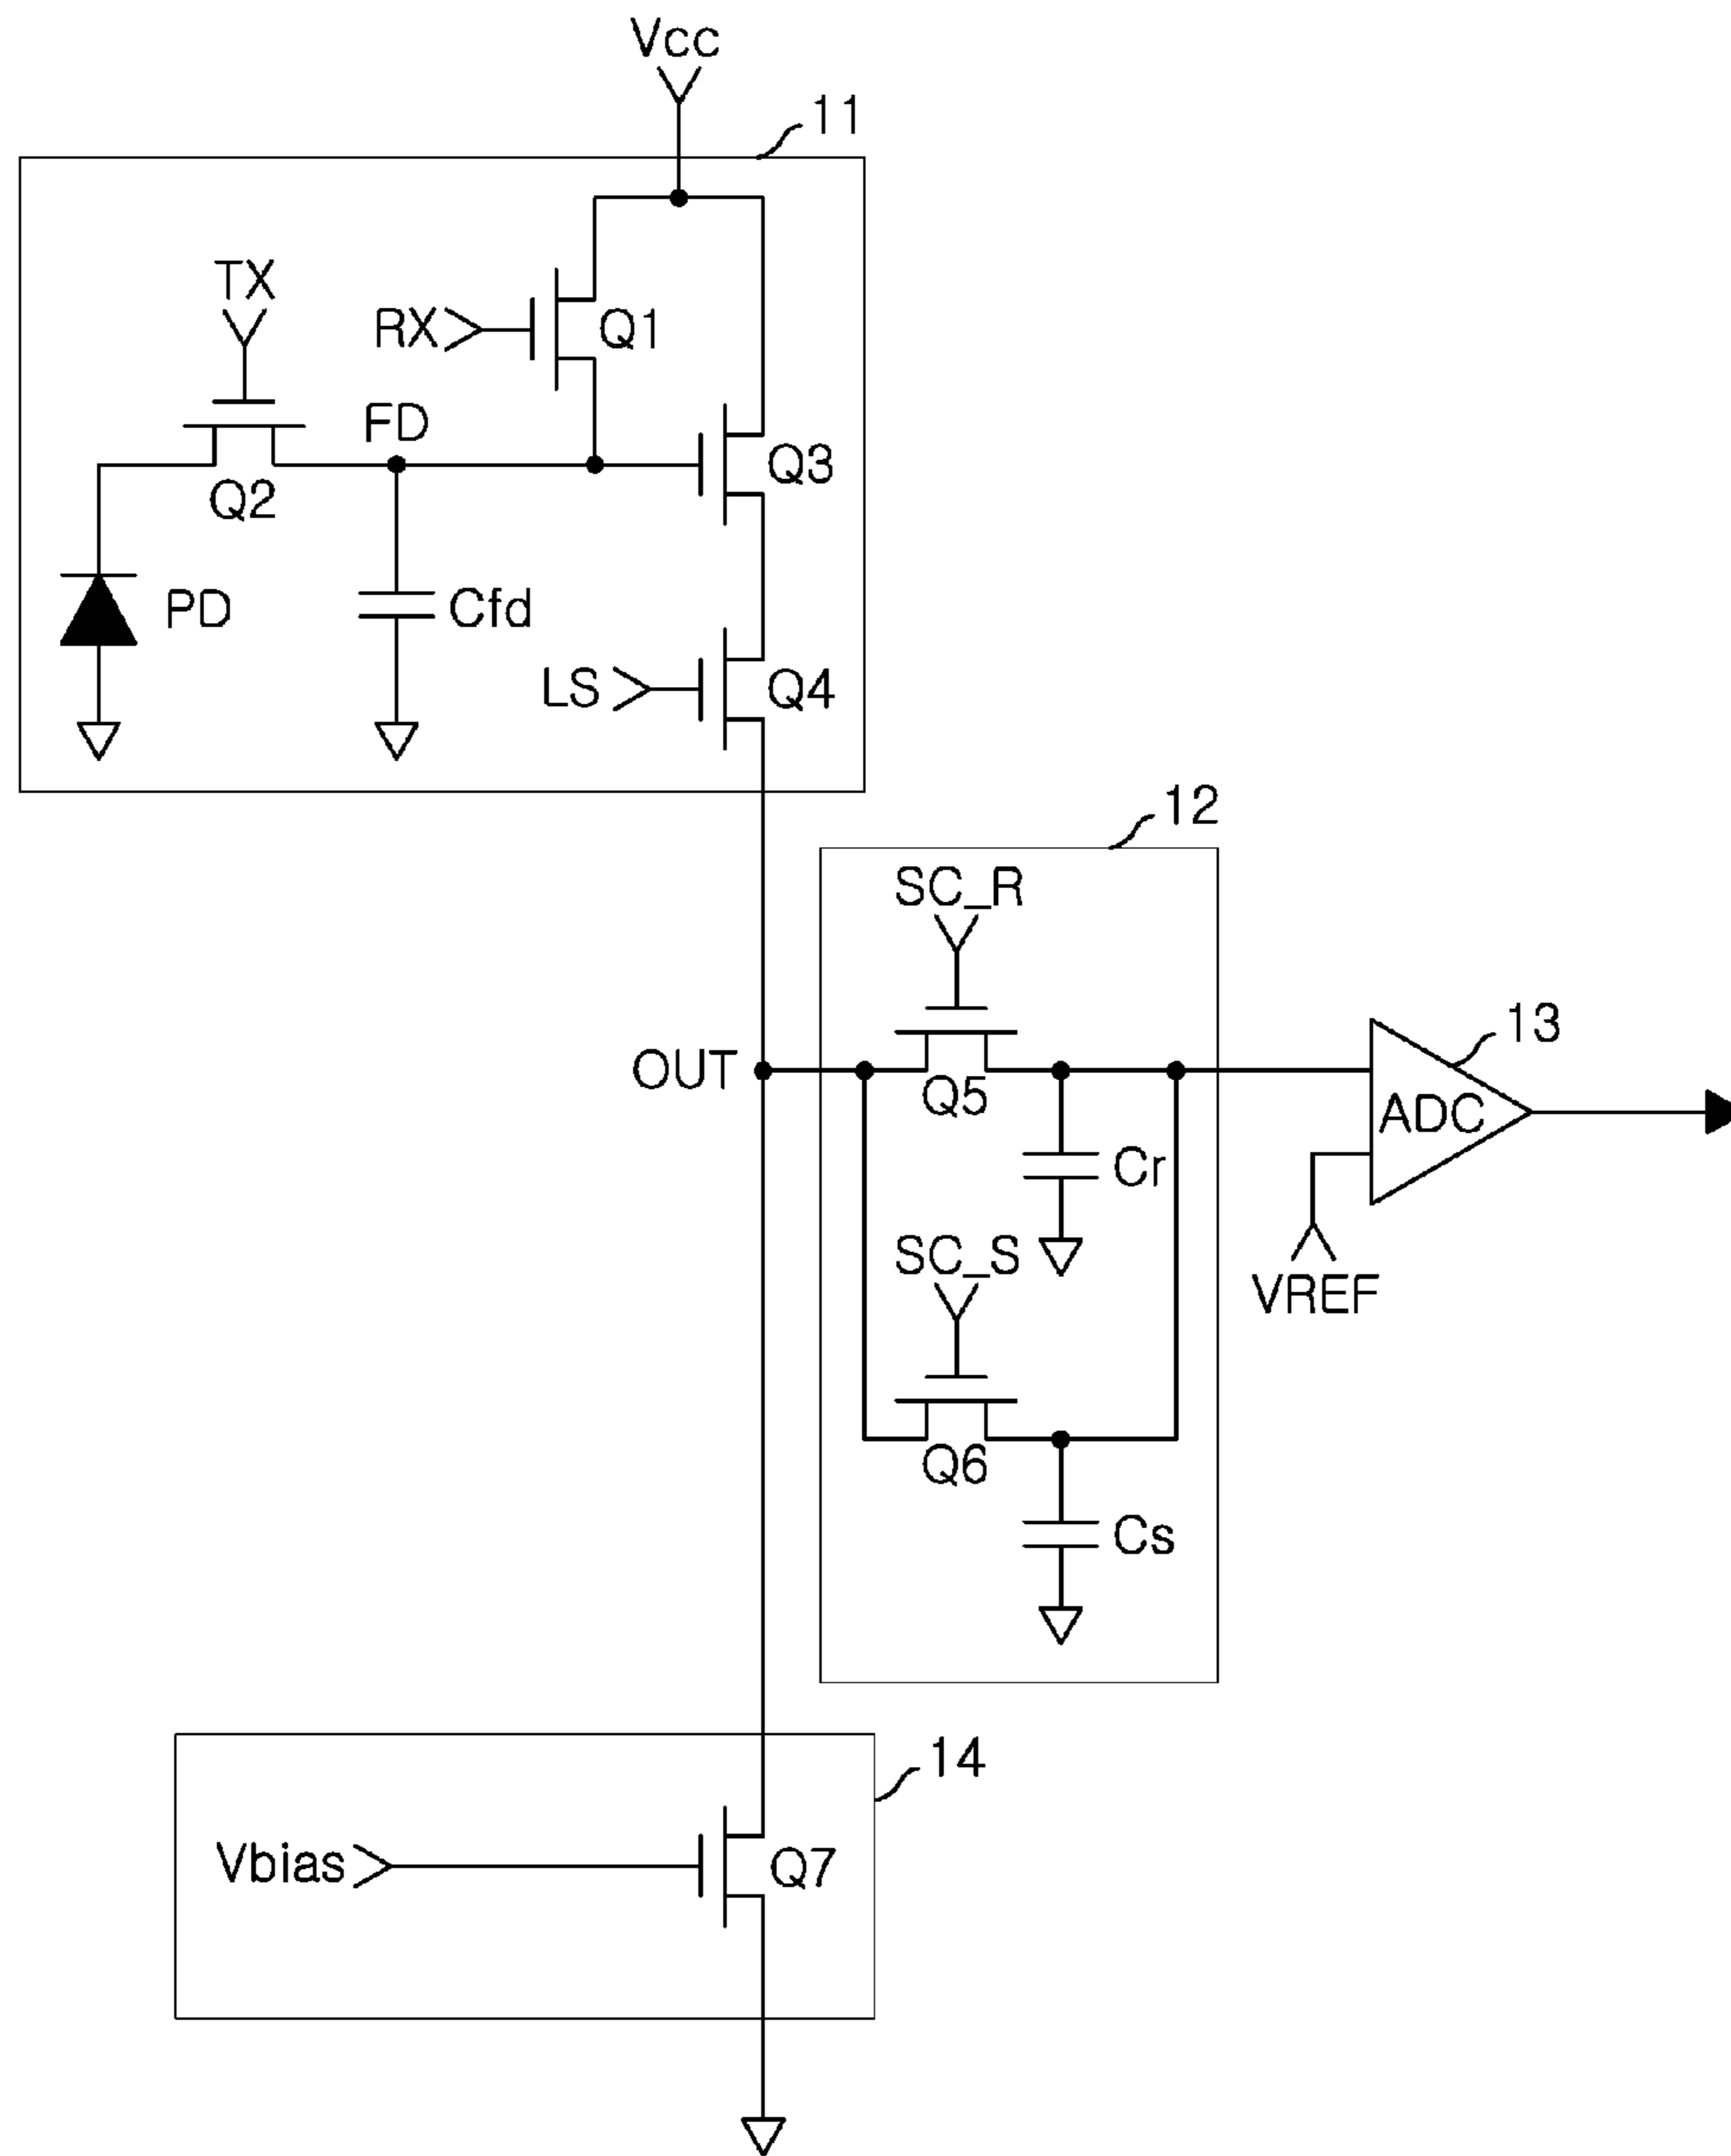 Vcc
11
TX
RX
Q1
FD
Q3
Q2
PD
Cfd
LS
Q4
12
SC_R
13
OUT
Q5
ADC
Cr
SC_S
VREF
Q6
Cs
14
Vbias
Q7